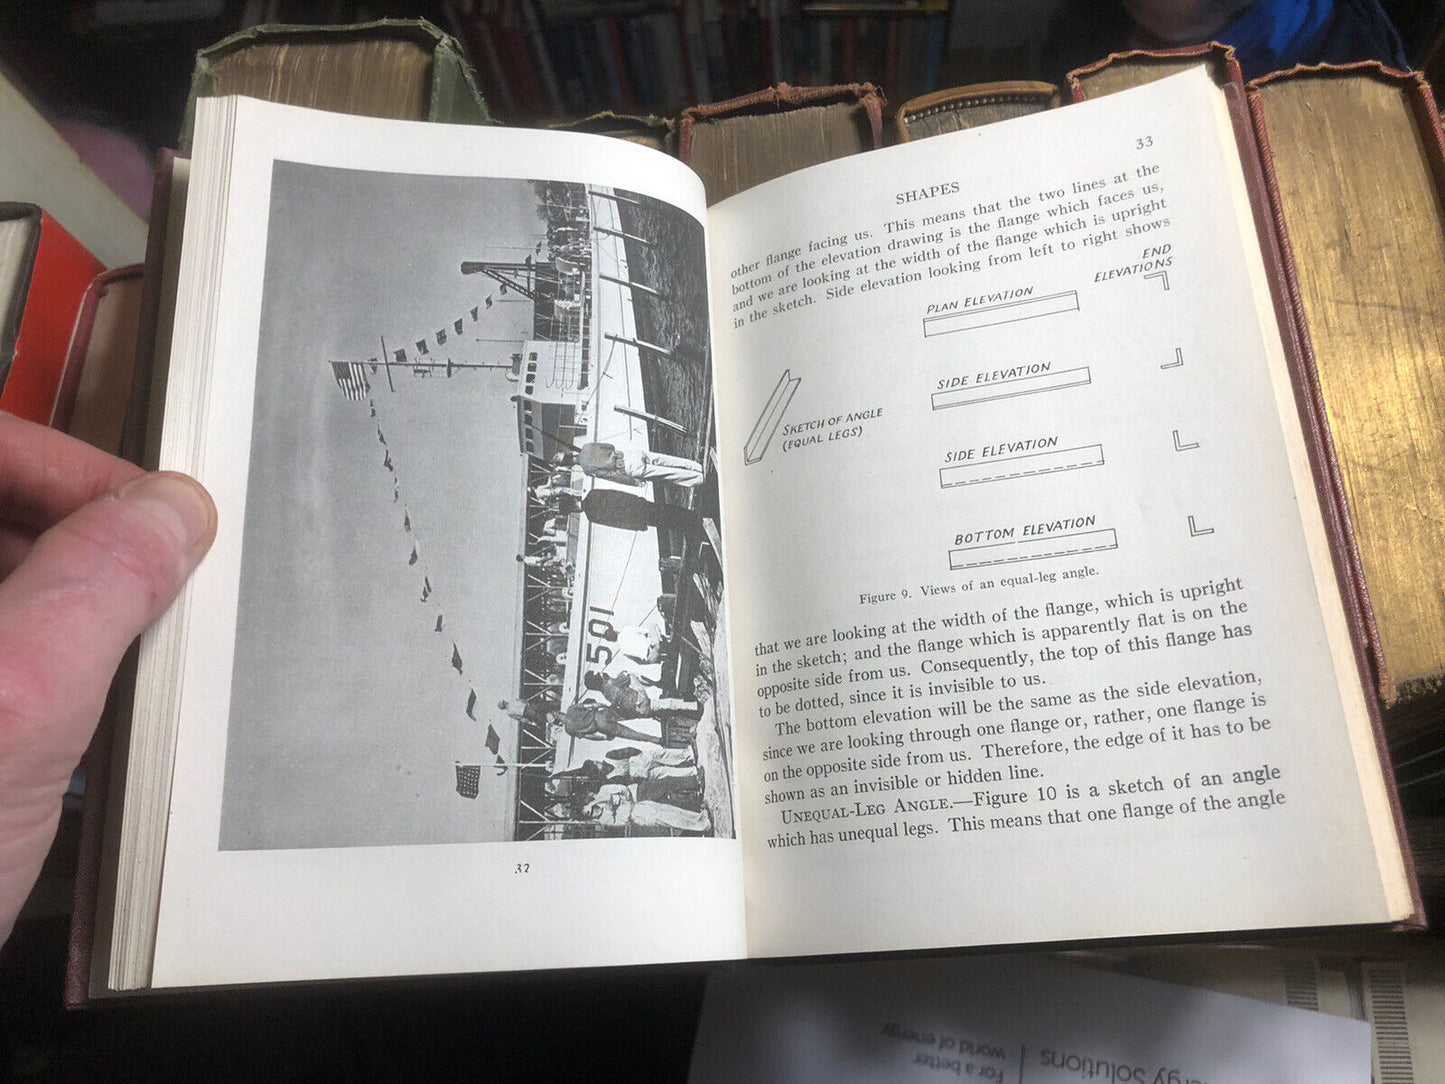 501
32
33
SHAPES
other flange facing us. This means that the two lines at the
bottom of the elevation drawing is the flange which faces us,
and we are looking at the width of the flange which is upright
in the sketch. Side elevation looking from left to right shows
END
ELEVATIONS
PLAN ELEVATION
SIDE ELEVATION
SKETCH OF ANGLE
(EQUAL LEGS)
SIDE ELEVATION
BOTTOM ELEVATION
Figure 9. Views of an equal-leg angle.
that we are looking at the width of the flange, which is upright
in the sketch; and the flange which is apparently flat is on the
opposite side from us. Consequently, the top of this flange has
to be dotted, since it is invisible to us.
The bottom elevation will be the same as the side elevation,
since we are looking through one flange or, rather, one flange is
on the opposite side from us. Therefore, the edge of it has to be
shown as an invisible or hidden line.
UNEQUAL-LEG ANGLE.—Figure 10 is a sketch of an angle
which has unequal legs. This means that one flange of the angle
For a better
world of energy
rgy Solutions